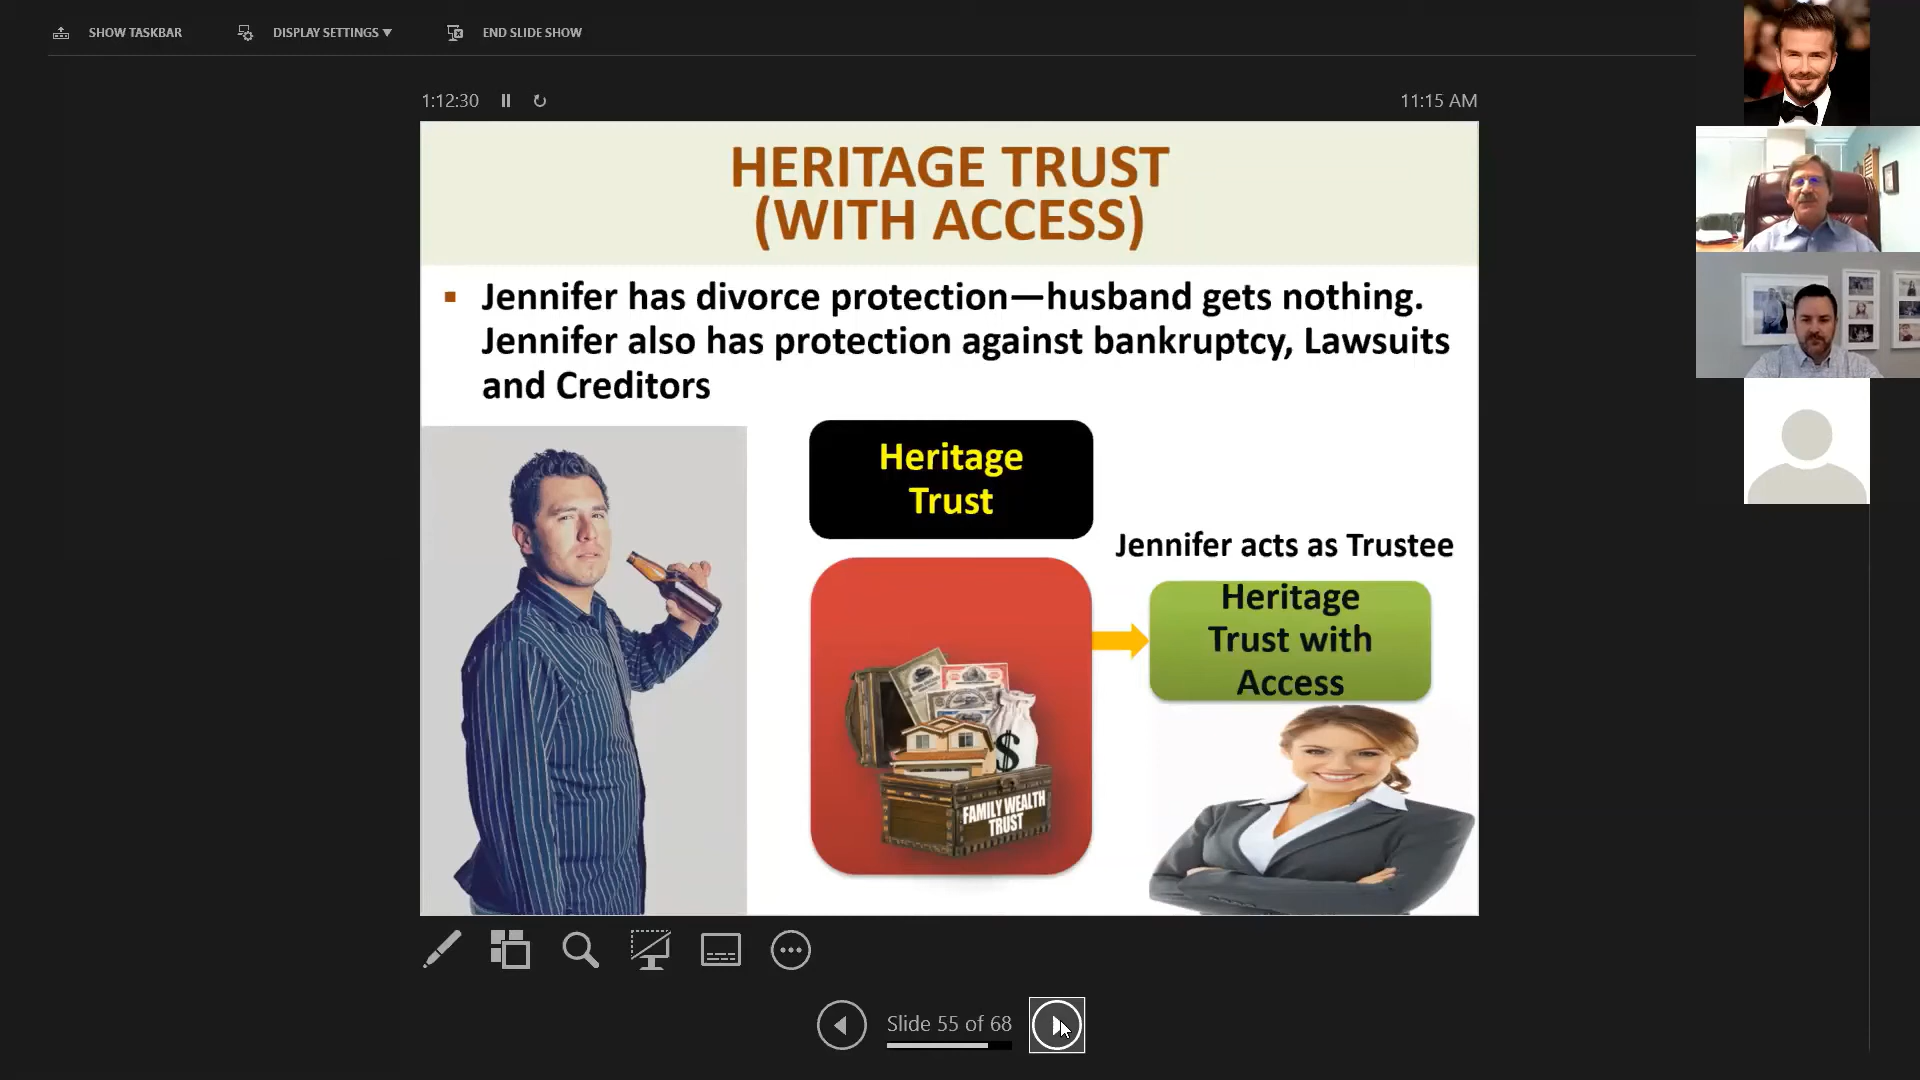 SHOW TASKBAR
DISPLAY SETTINGS ▼
END SLIDE SHOW
1:12:30
11:15 AM
HERITAGE TRUST
(WITH ACCESS)
▪ Jennifer has divorce protection—husband gets nothing.
Jennifer also has protection against bankruptcy, Lawsuits
and Creditors
Heritage
Trust
Jennifer acts as Trustee
Heritage
Trust with
Access
$
FAMILY WEALTH
TRUST
Slide 55 of 68